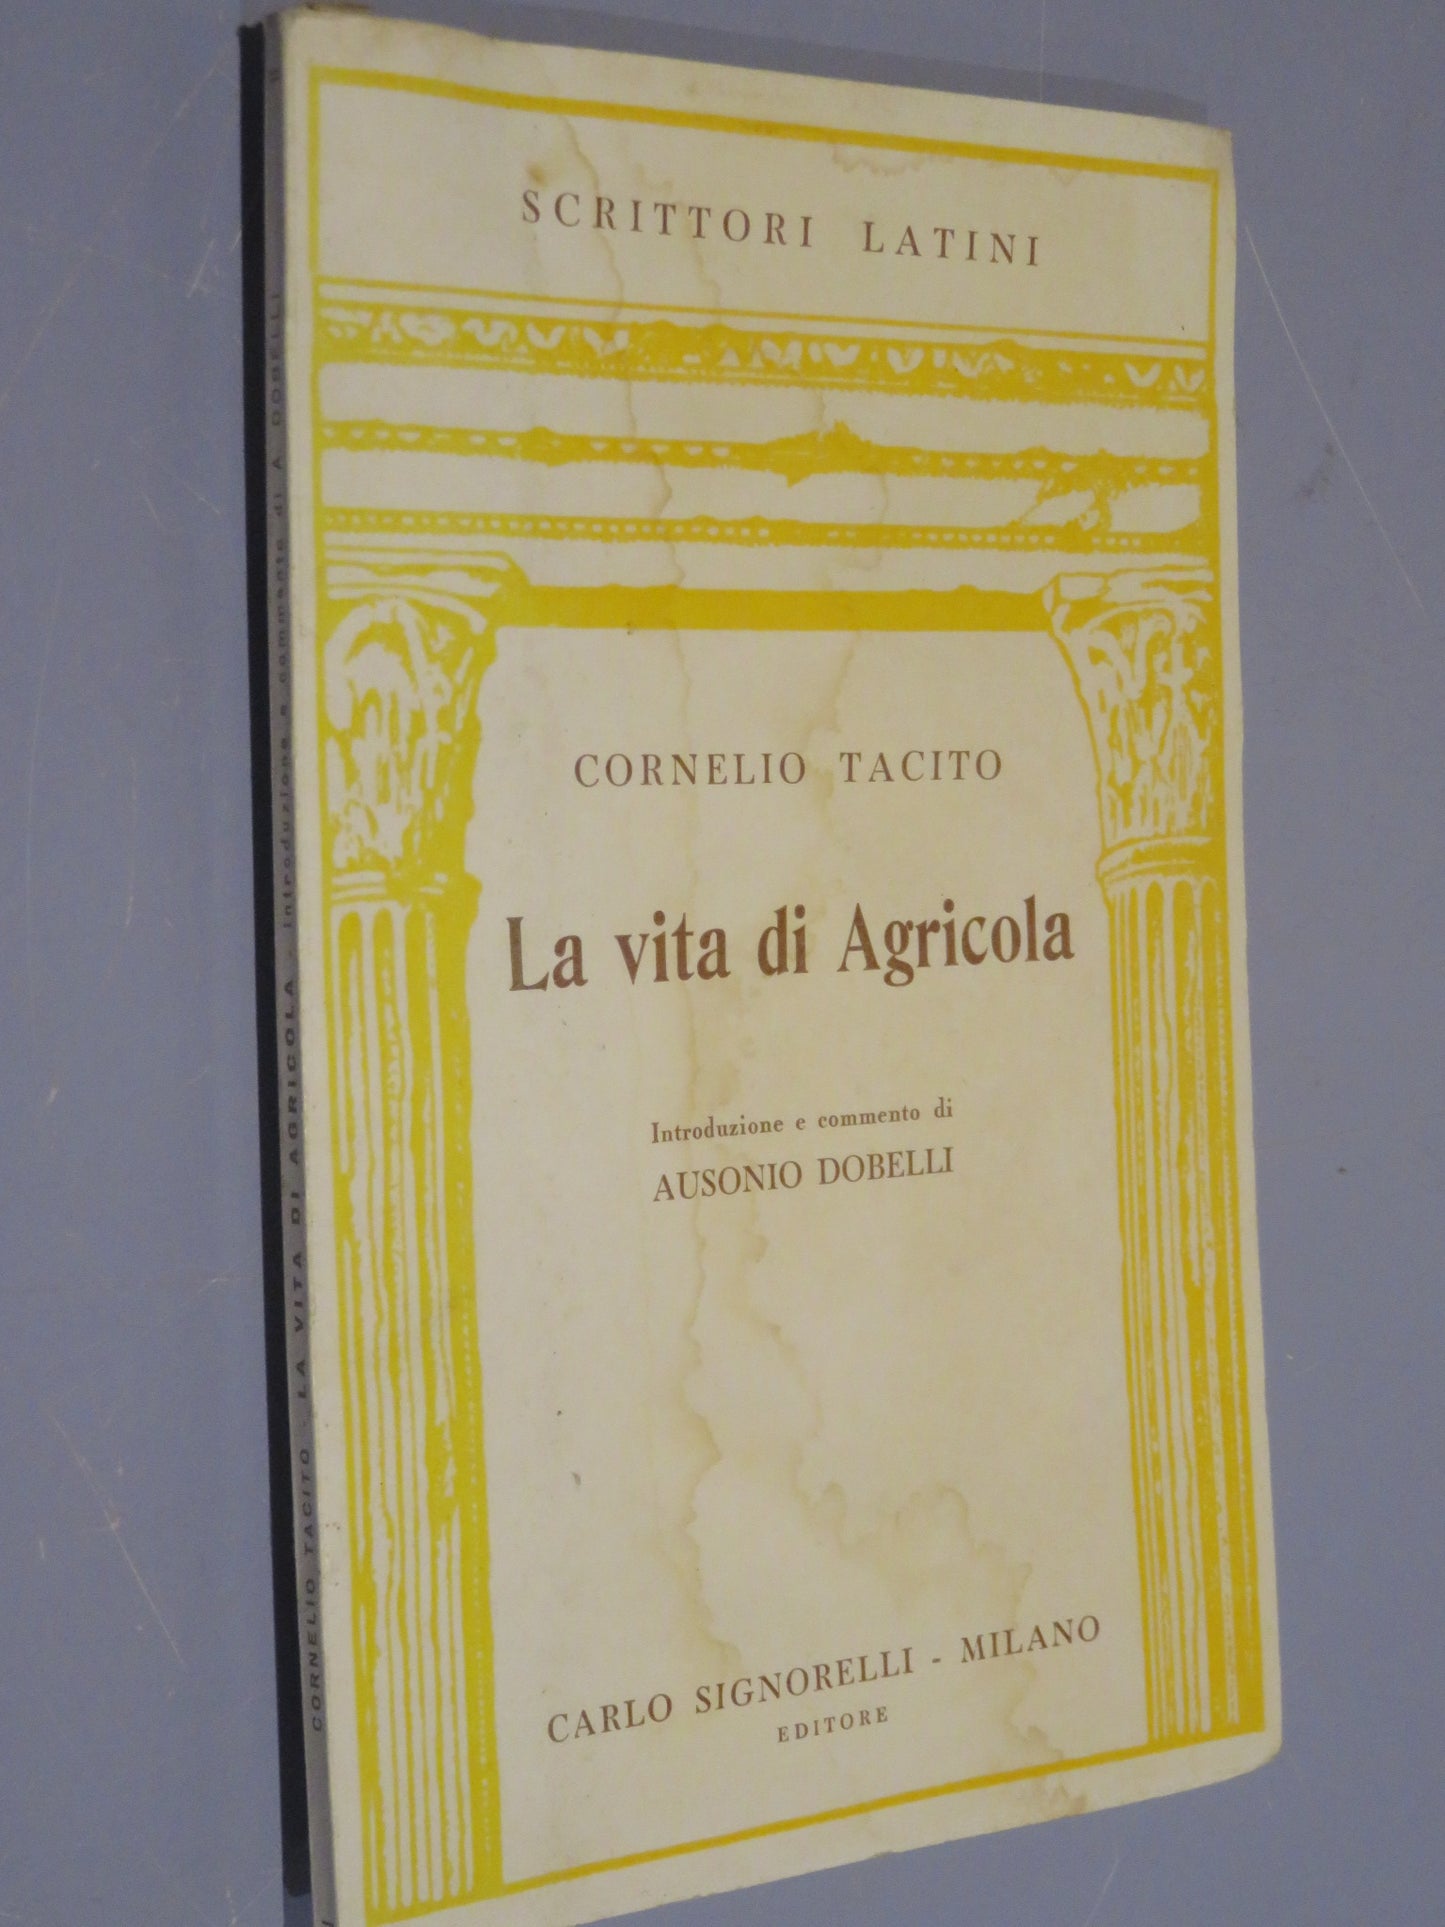 SCRITTORI LATINI
CORNELIO TACITO
La vita di Agricola
Introduzione e commento di
AUSONIO DOBELLI
CARLO SIGNORELLI - MILANO
EDITORE
CORNELIO TACITO - LA VITA DI AGRICOLA - introduzione e commento di A DOBELLI